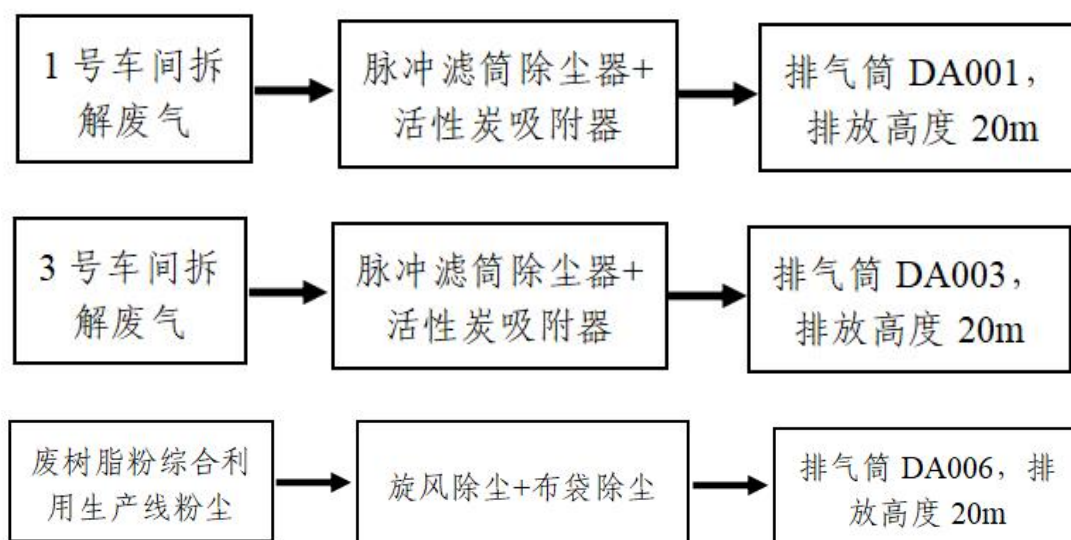 1 号车间拆
解废气
脉冲滤筒除尘器+
活性炭吸附器
排气筒 DA001，
排放高度 20m
3 号车间拆
解废气
脉冲滤筒除尘器+
活性炭吸附器
排气筒 DA003，
排放高度 20m
废树脂粉综合利
用生产线粉尘
旋风除尘+布袋除尘
排气筒 DA006，排
放高度 20m